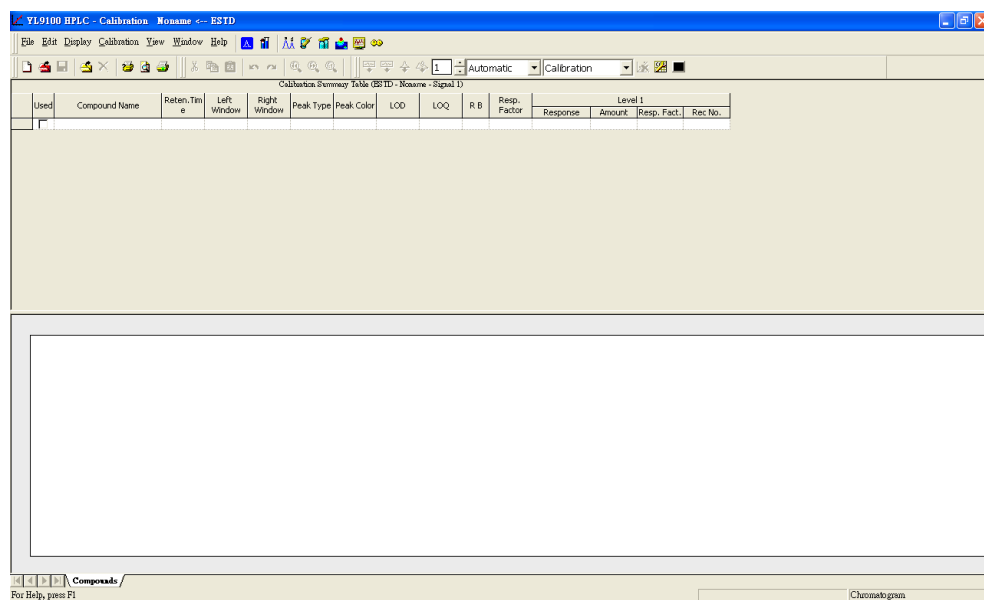 YL9100 HPLC - Calibration Noname <-- ESTD
File Edit Display Calibration View Window Help
1 Automatic Calibration
Calibration Summary Table (ESTD - Noname - Signal 1)
Used Compound Name Reten.Tim e Left Window Right Window Peak Type Peak Color LOD LOQ R B Resp. Factor Level 1
Response Amount Resp. Fact. Rec No.
Compounds
For Help, press F1 Chromatogram